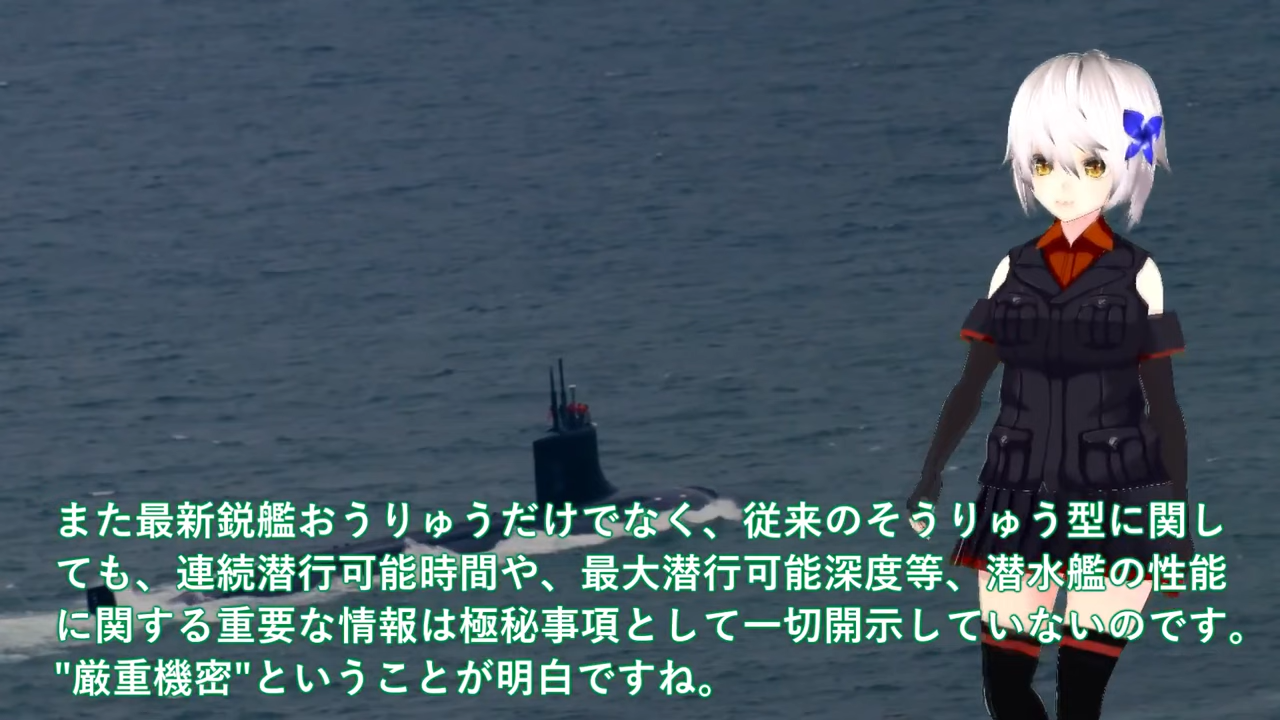 また最新鋭艦おうりゅうだけでなく、従来のそうりゅう型に関し
ても、連続潜行可能時間や、最大潜行可能深度等、潜水艦の性能
に関する重要な情報は極秘事項として一切開示していないのです。
"厳重機密"ということが明白ですね。